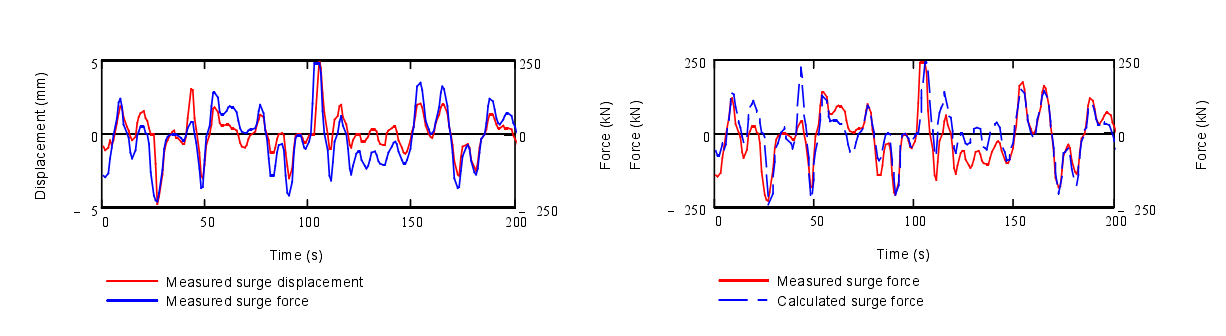 5
0
– 5
Displacement (mm)
0
50
100
150
200
Time (s)
250
0
– 250
Force (kN)
Measured surge displacement
Measured surge force
250
0
– 250
Force (kN)
0
50
100
150
200
Time (s)
250
0
– 250
Force (kN)
Measured surge force
Calculated surge force